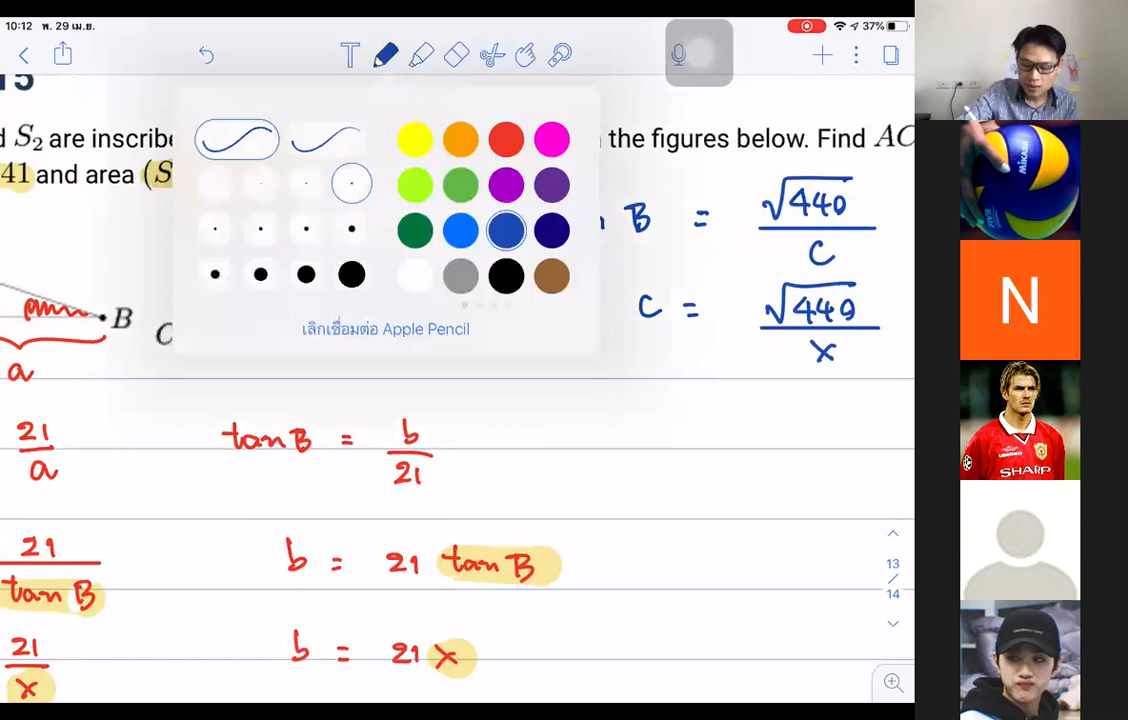 10:12 พ. 29 เม.ย. 37%
T
15
d S₂ are inscribe the figures below. Find AC
41 and area (S
B = √440 / C
C = √440 / x
B C
a
เลิกเชื่อมต่อ Apple Pencil
21 / a
tan B = b / 21
21 / tan B
b = 21 tan B
21 / x
b = 21 x
13 / 14
MIKASA
N
SHARP